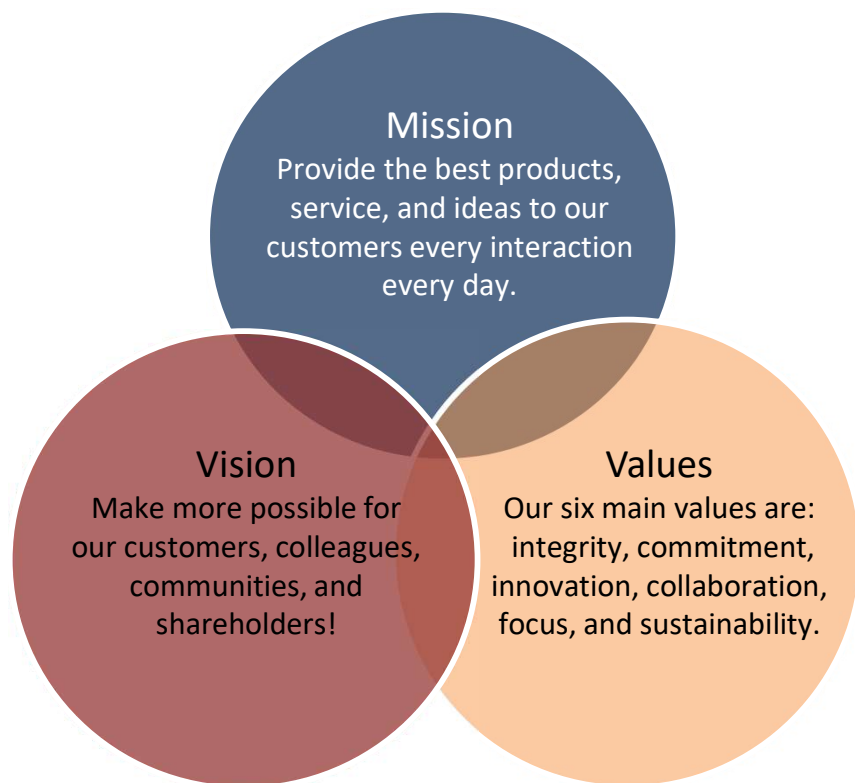 Mission
Provide the best products,
service, and ideas to our
customers every interaction
every day.
Vision
Make more possible for
our customers, colleagues,
communities, and
shareholders!
Values
Our six main values are:
integrity, commitment,
innovation, collaboration,
focus, and sustainability.